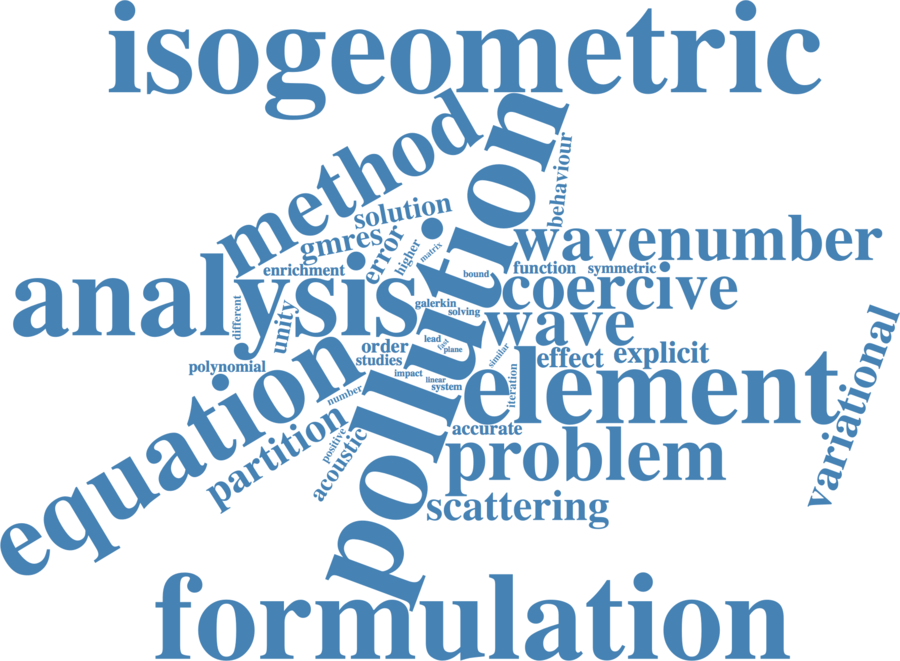 isogeometric
method
pollution
behaviour
solution
gmres
error
higher
matrix
wavenumber
enrichment
bound
function
symmetric
analysis
coercive
different
unity
galerkin
solving
wave
order
lead
fast
plane
similar
effect
explicit
studies
polynomial
impact
linear
system
iteration
element
variational
equation
number
partition
positive
acoustic
accurate
problem
scattering
formulation